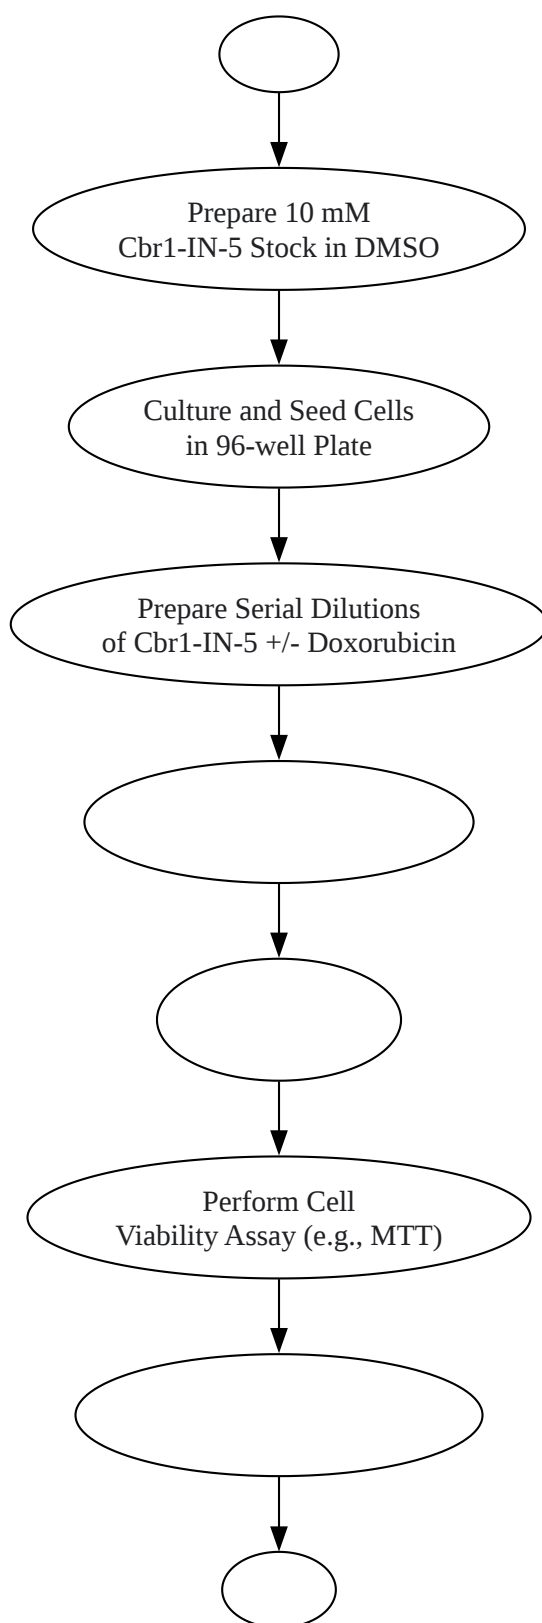 Prepare 10 mM
Cbr1-IN-5 Stock in DMSO
Culture and Seed Cells
in 96-well Plate
Prepare Serial Dilutions
of Cbr1-IN-5 +/- Doxorubicin
Perform Cell
Viability Assay (e.g., MTT)